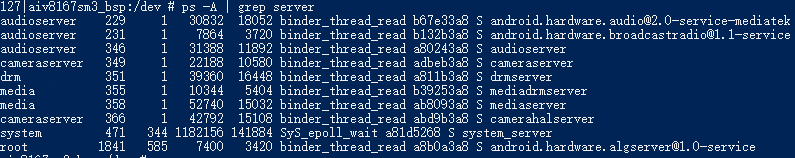 127|aiv8167sm3_bsp:/dev # ps -A | grep server
audioserver 229 1 30832 18052 binder_thread_read b67e33a8 S android.hardware.audio@2.0-service-mediatek
audioserver 231 1 7864 3720 binder_thread_read b132b3a8 S android.hardware.broadcastradio@1.1-service
audioserver 346 1 31388 11892 binder_thread_read a80243a8 S audioserver
cameraserver 349 1 22188 10580 binder_thread_read adbeb3a8 S cameraserver
drm 351 1 39360 16448 binder_thread_read a811b3a8 S drmserver
media 355 1 10344 5404 binder_thread_read b39253a8 S mediadrmserver
media 358 1 52740 15032 binder_thread_read ab8093a8 S mediaserver
cameraserver 366 1 42792 15108 binder_thread_read abd9b3a8 S camerahalserver
system 471 344 1182156 141884 SyS_epoll_wait a81d5268 S system_server
root 1841 585 7400 3420 binder_thread_read a8b0a3a8 S android.hardware.algserver@1.0-service